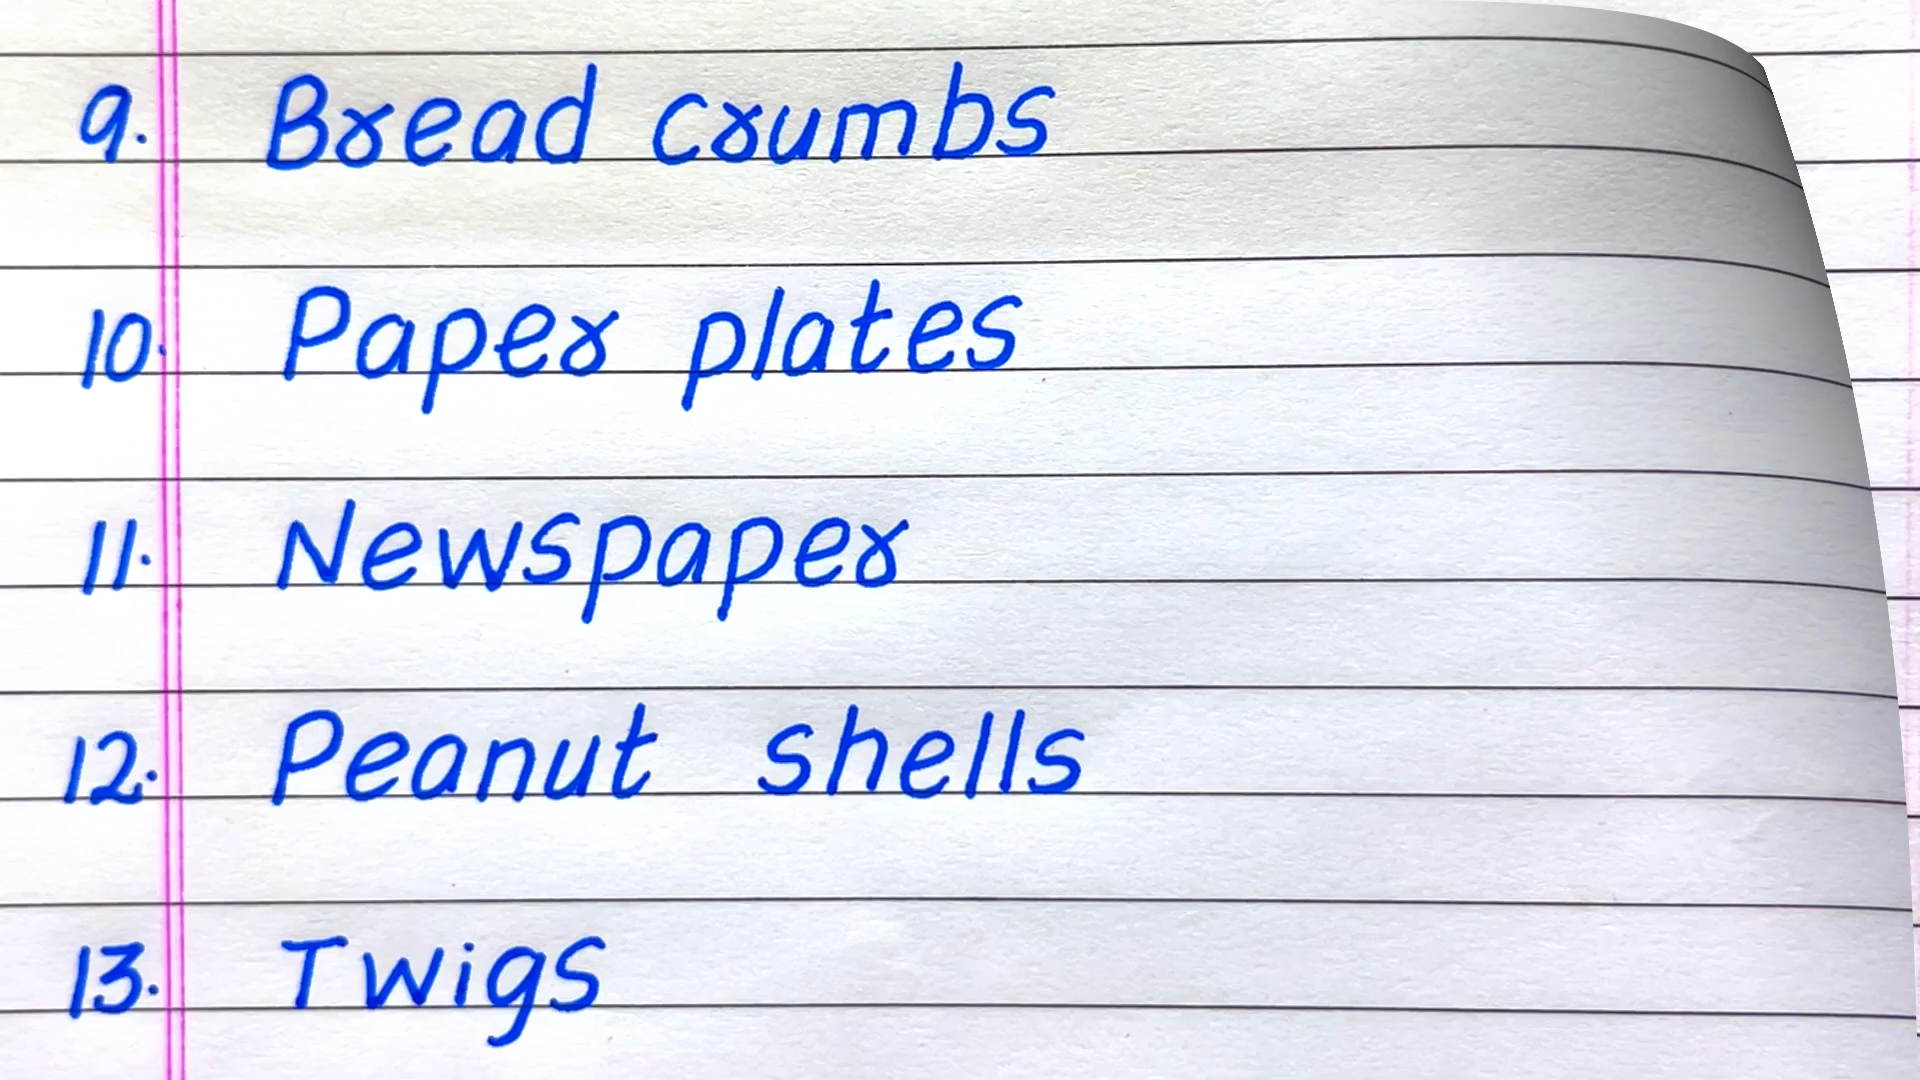 9. Bread crumbs
10. Paper plates
11. Newspaper
12. Peanut shells
13. Twigs